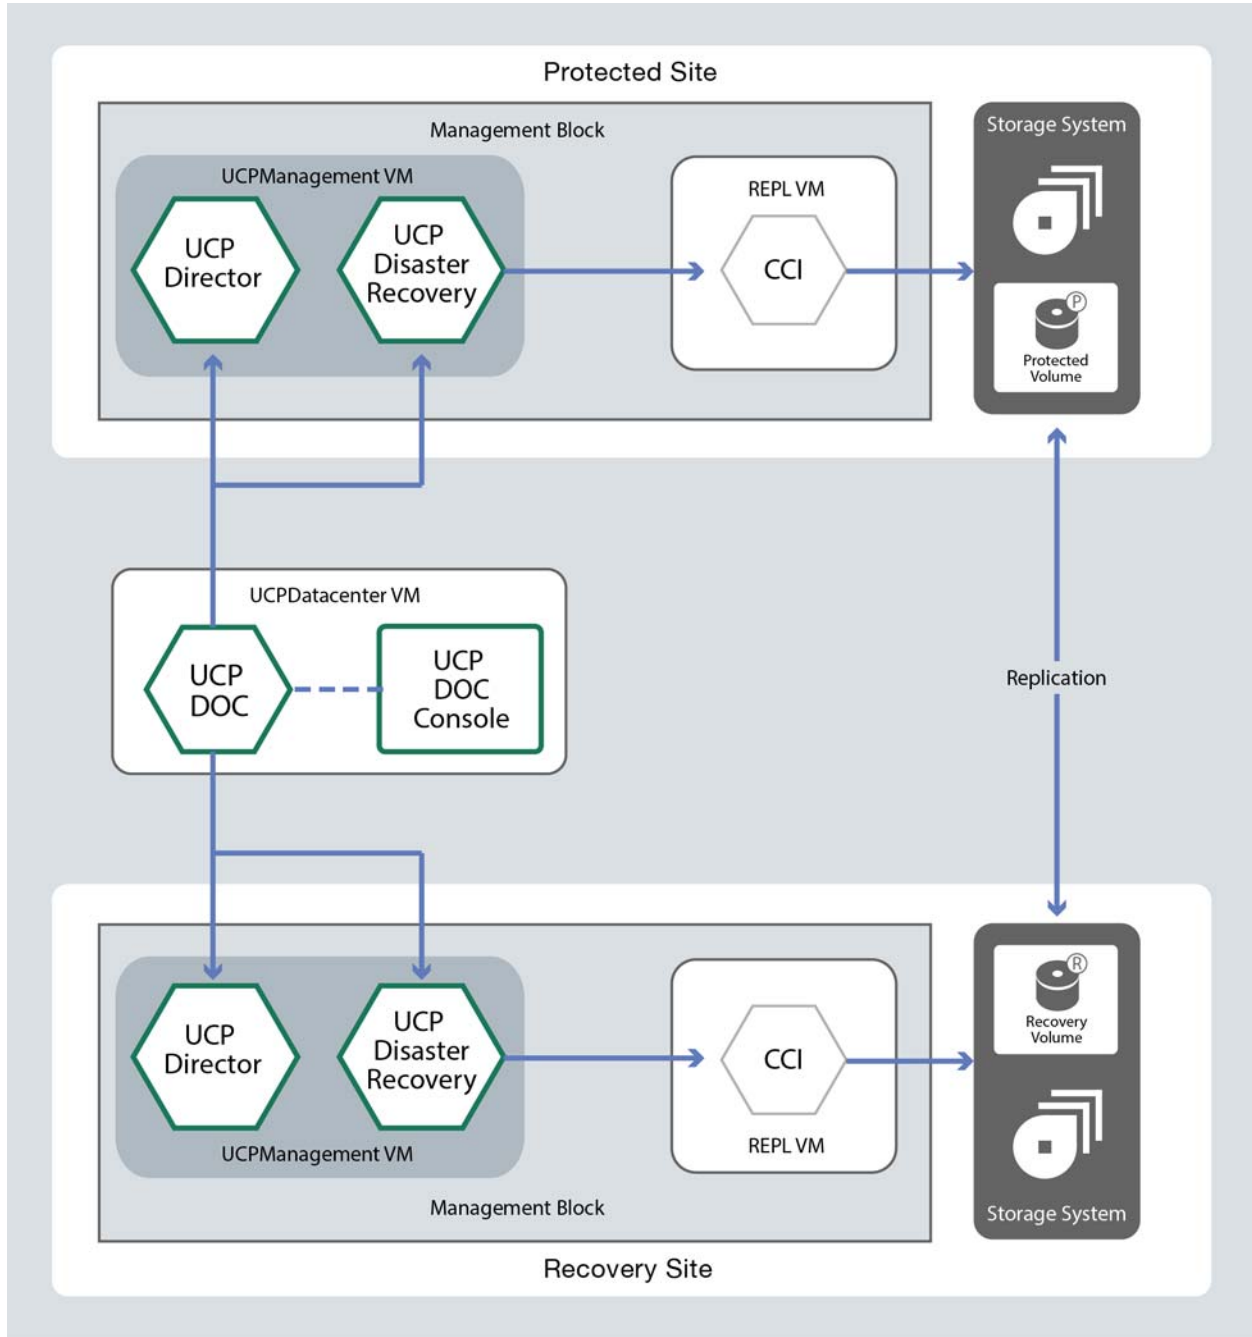 Protected Site
Management Block
UCPManagement VM
UCP
Director
UCP
Disaster
Recovery
REPL VM
CCI
Storage System
P
Protected
Volume
UCPDatacenter VM
UCP
DOC
UCP
DOC
Console
Replication
UCP
Director
UCP
Disaster
Recovery
UCPManagement VM
CCI
REPL VM
Management Block
R
Recovery
Volume
Storage System
Recovery Site